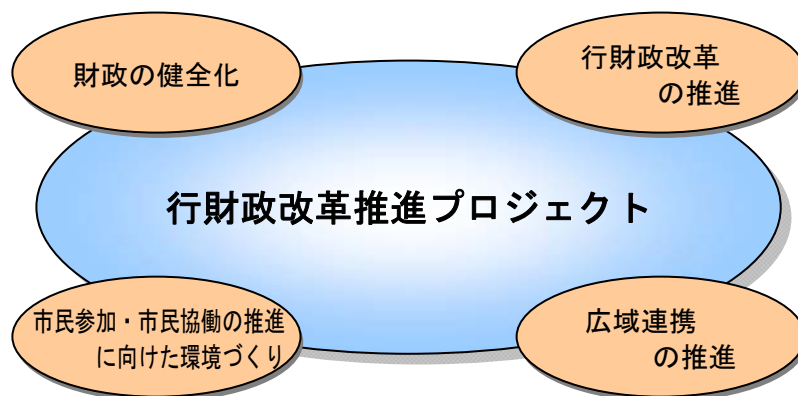 財政の健全化
行財政改革
の推進
行財政改革推進プロジェクト
市民参加・市民協働の推進
に向けた環境づくり
広域連携
の推進